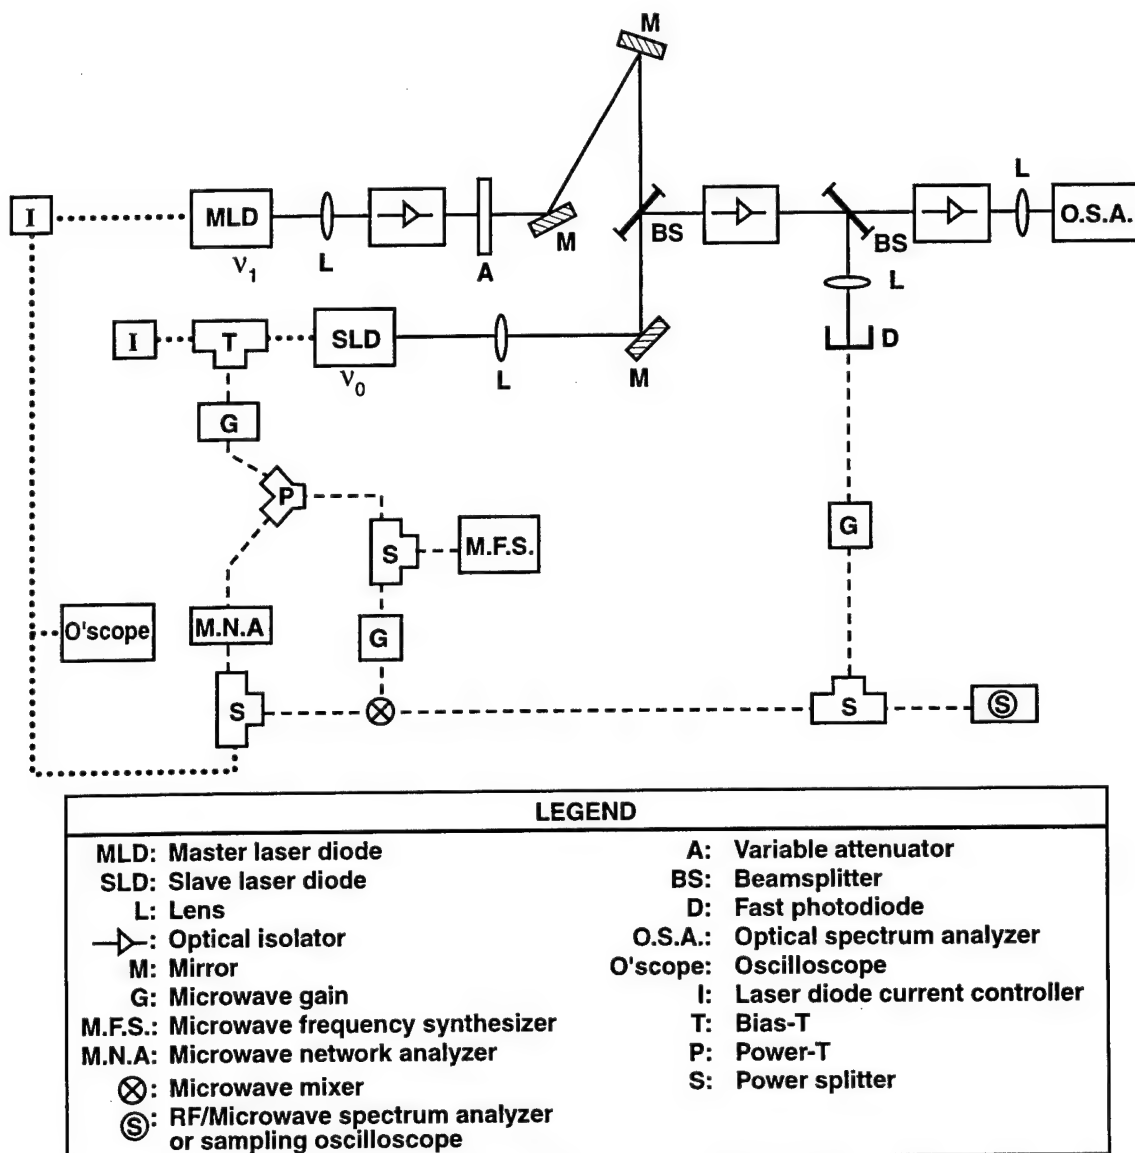 M
I
MLD
ν1
L
A
M
BS
BS
L
O.S.A.
L
D
I
T
SLD
ν0
L
M
G
P
S
M.F.S.
G
O'scope
M.N.A
G
S
S
Ⓢ
LEGEND
MLD: Master laser diode
SLD: Slave laser diode
L: Lens
: Optical isolator
M: Mirror
G: Microwave gain
M.F.S.: Microwave frequency synthesizer
M.N.A: Microwave network analyzer
⊗: Microwave mixer
Ⓢ: RF/Microwave spectrum analyzer
or sampling oscilloscope
A: Variable attenuator
BS: Beamsplitter
D: Fast photodiode
O.S.A.: Optical spectrum analyzer
O'scope: Oscilloscope
I: Laser diode current controller
T: Bias-T
P: Power-T
S: Power splitter